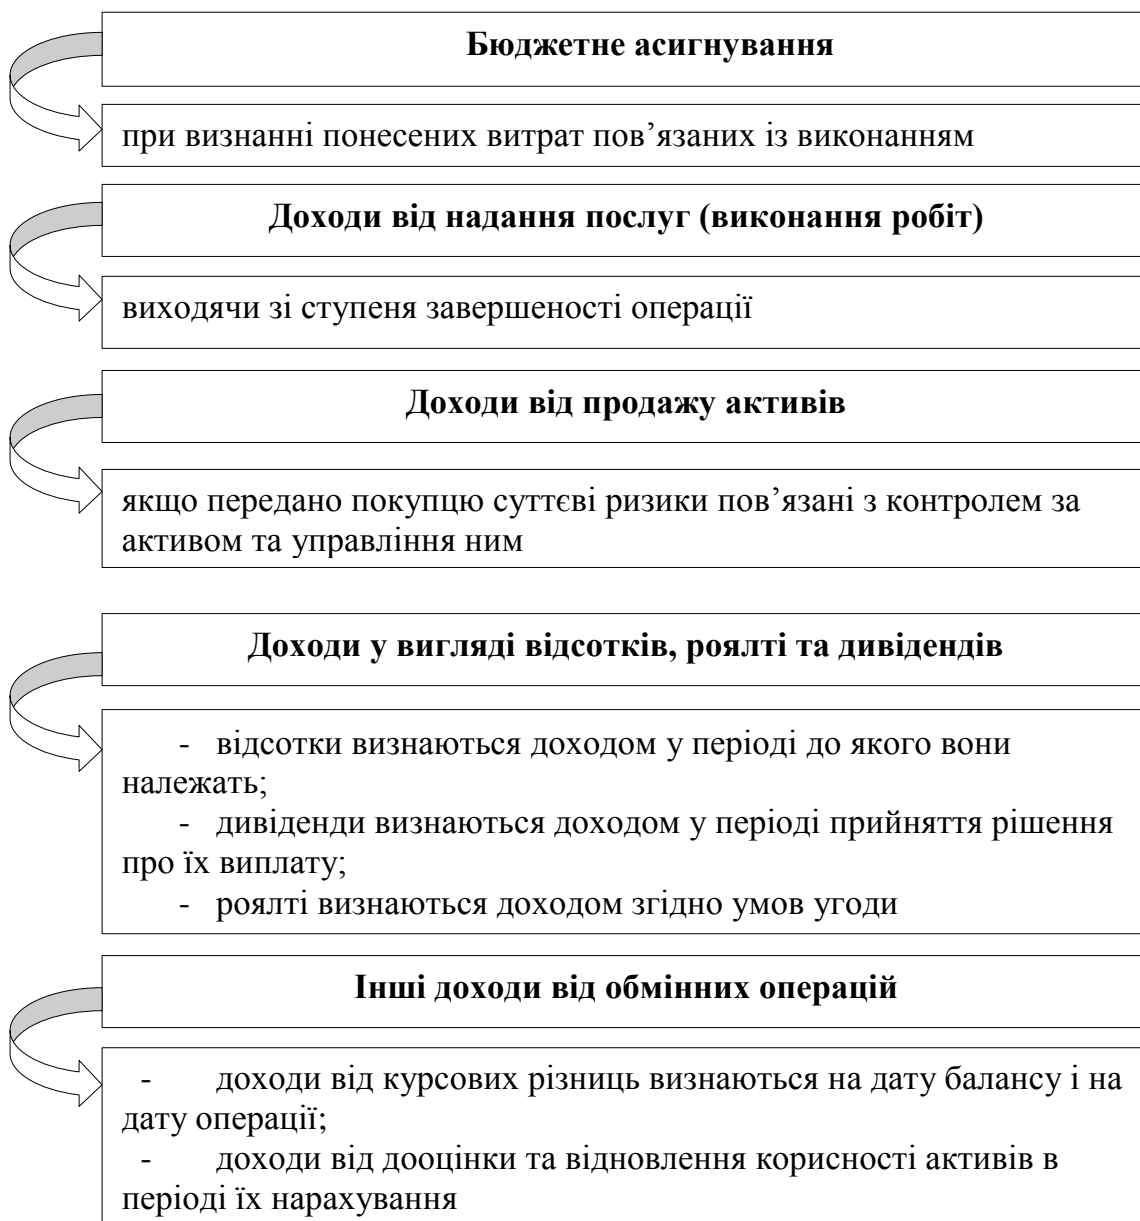 Бюджетне асигнування
при визнанні понесених витрат пов’язаних із виконанням
Доходи від надання послуг (виконання робіт)
виходячи зі ступеня завершеності операції
Доходи від продажу активів
якщо передано покупцю суттєві ризики пов’язані з контролем за
активом та управління ним
Доходи у вигляді відсотків, роялті та дивідендів
- відсотки визнаються доходом у періоді до якого вони
належать;
- дивіденди визнаються доходом у періоді прийняття рішення
про їх виплату;
- роялті визнаються доходом згідно умов угоди
Інші доходи від обмінних операцій
- доходи від курсових різниць визнаються на дату балансу і на
дату операції;
- доходи від дооцінки та відновлення корисності активів в
періоді їх нарахування